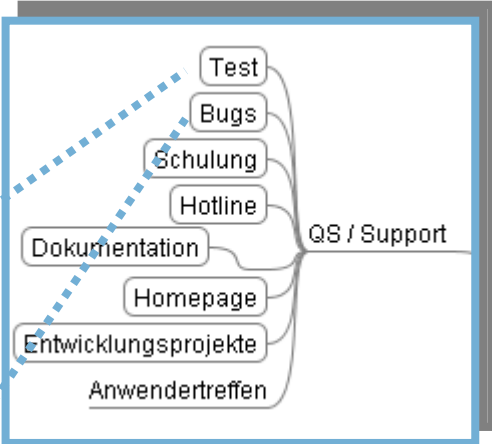 Test
Bugs
Schulung
Hotline
QS / Support
Dokumentation
Homepage
Entwicklungsprojekte
Anwendertreffen